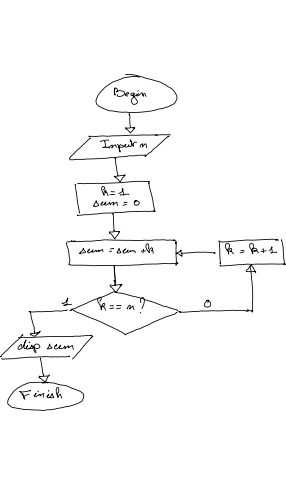 Begin
Input n
k=1
sum = 0
sum = sum + k
k = k+1
k == n?
1
0
disp sum
Finish